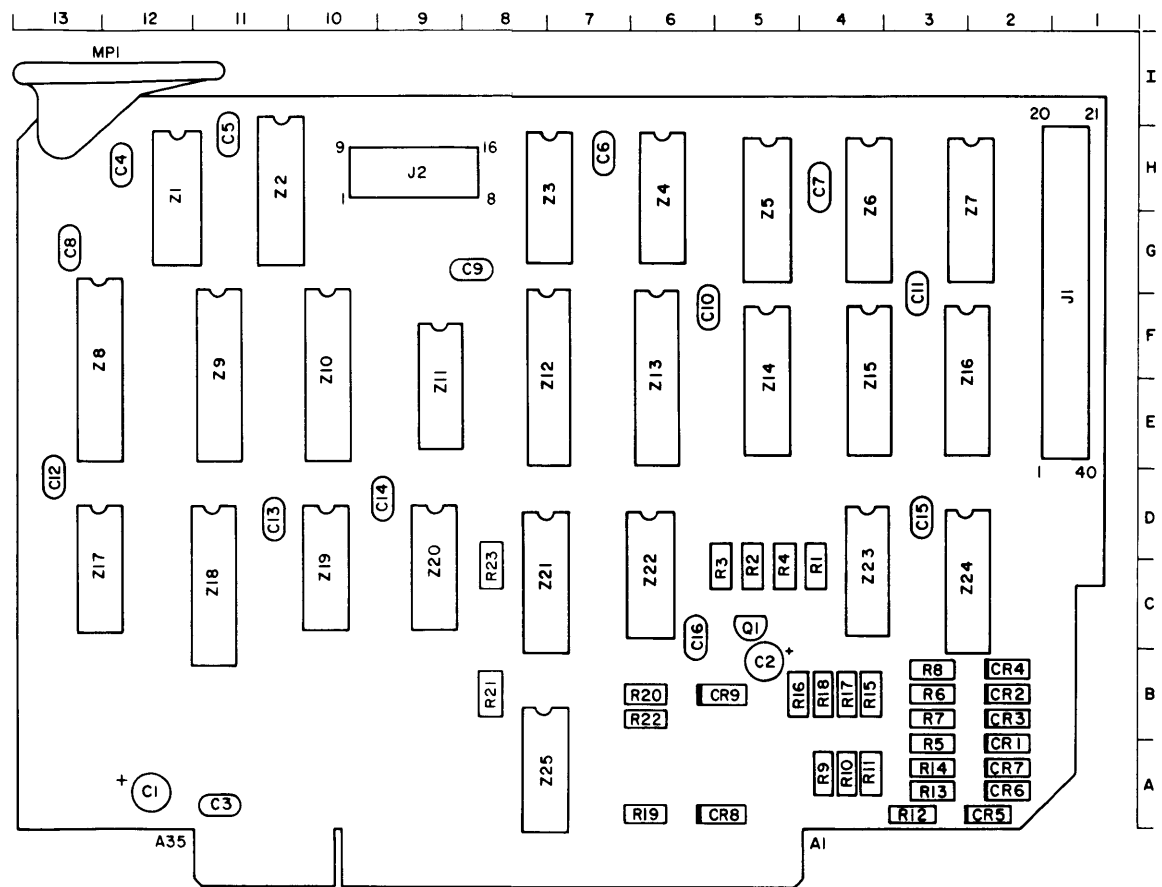 13 12 11 10 9 8 7 6 5 4 3 2 1
MP1
I
20 21
C5
C4
C6
H
9 16
J2
1 8
Z1
Z2
Z3
Z4
Z5
C7
Z6
Z7
G
C8
C9
C10
C11
J1
F
Z8
Z9
Z10
Z11
Z12
Z13
Z14
Z15
Z16
E
1 40
C12
C13
C14
C15
D
Z17
Z18
Z19
Z20
R23
Z21
Z22
R3
R2
R4
R1
Z23
Z24
C
C16
Q1
C2 +
R8 CR4
B
R21
R20 CR9
R16
R18
R17
R15
R6 CR2
R22
R7 CR3
R5 CR1
Z25
R9
R10
R11
R14 CR7
A
+ C1
C3
R13 CR6
R19 CR8
R12 CR5
A35 A1